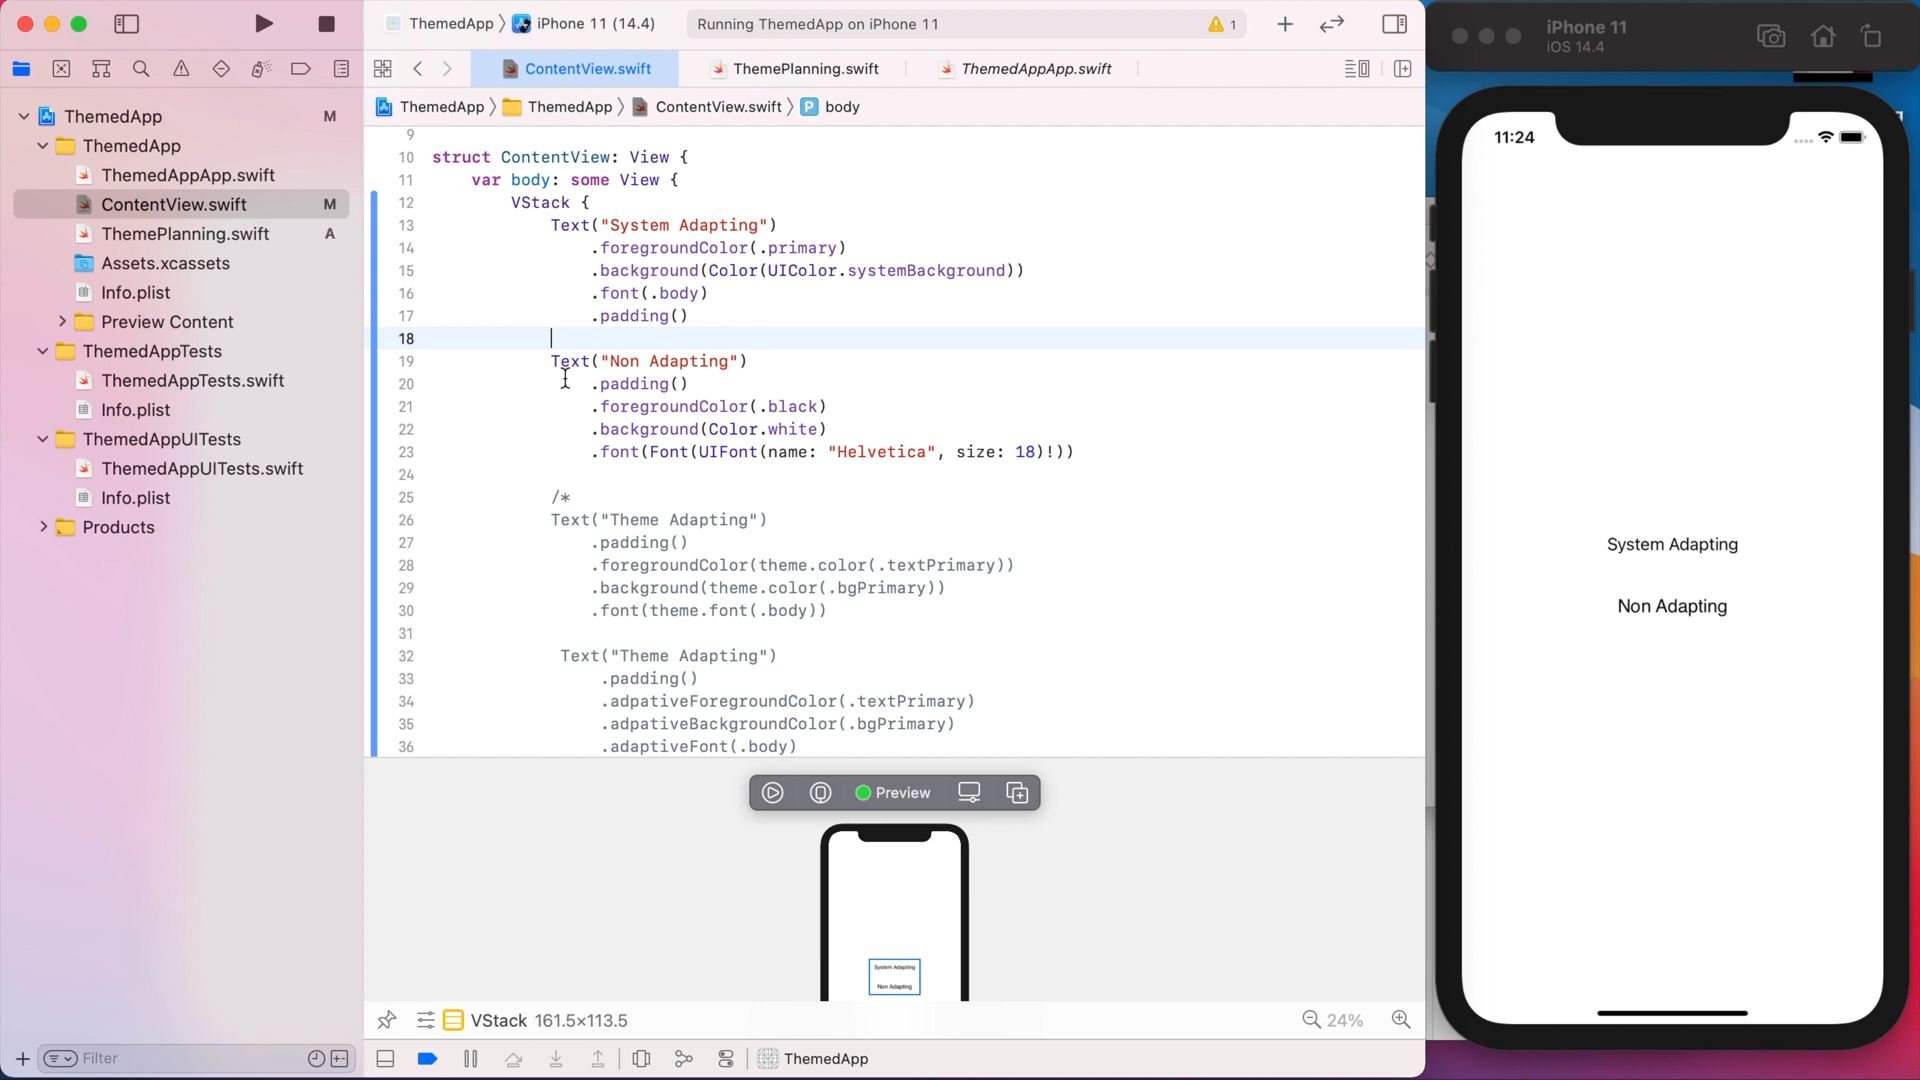 ThemedApp 〉 iPhone 11 (14.4)
Running ThemedApp on iPhone 11
1
iPhone 11
iOS 14.4
ContentView.swift
ThemePlanning.swift
ThemedAppApp.swift
ThemedApp 〉 ThemedApp 〉 ContentView.swift 〉 P body
ThemedApp M
ThemedApp
ThemedAppApp.swift
ContentView.swift M
ThemePlanning.swift A
Assets.xcassets
Info.plist
Preview Content
ThemedAppTests
ThemedAppTests.swift
Info.plist
ThemedAppUITests
ThemedAppUITests.swift
Info.plist
Products
Filter
9
10 struct ContentView: View {
11 var body: some View {
12 VStack {
13 Text("System Adapting")
14 .foregroundColor(.primary)
15 .background(Color(UIColor.systemBackground))
16 .font(.body)
17 .padding()
18
19 Text("Non Adapting")
20 .padding()
21 .foregroundColor(.black)
22 .background(Color.white)
23 .font(Font(UIFont(name: "Helvetica", size: 18)!))
24
25 /*
26 Text("Theme Adapting")
27 .padding()
28 .foregroundColor(theme.color(.textPrimary))
29 .background(theme.color(.bgPrimary))
30 .font(theme.font(.body))
31
32 Text("Theme Adapting")
33 .padding()
34 .adpativeForegroundColor(.textPrimary)
35 .adpativeBackgroundColor(.bgPrimary)
36 .adaptiveFont(.body)
Preview
System Adapting
Non Adapting
VStack 161.5×113.5
24%
ThemedApp
11:24
System Adapting
Non Adapting